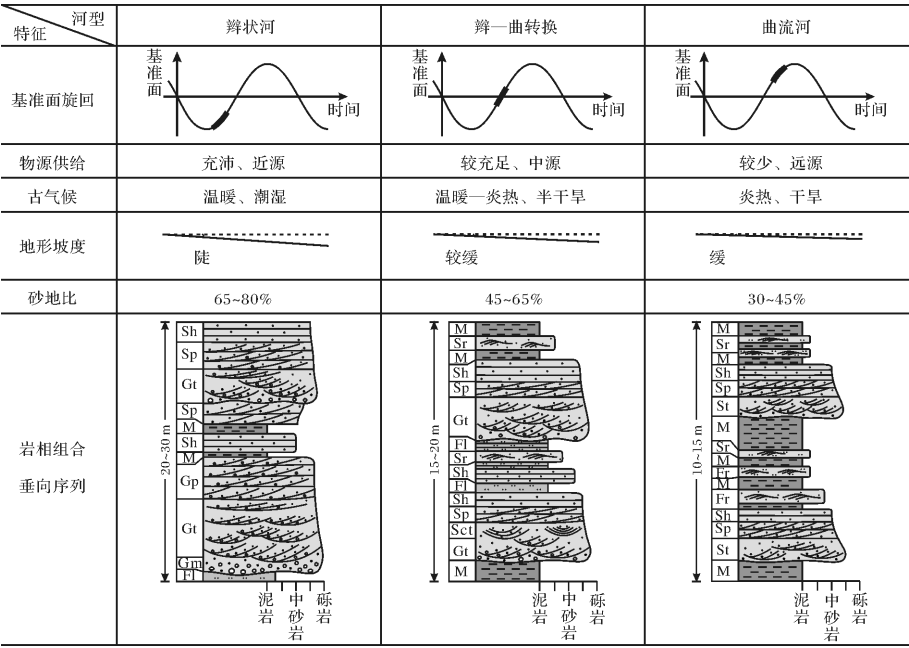 河型
特征
辫状河
辫—曲转换
曲流河
基准面旋回
基准面
时间
基准面
时间
基准面
时间
物源供给
充沛、近源
较充足、中源
较少、远源
古气候
温暖、潮湿
温暖—炎热、半干旱
炎热、干旱
地形坡度
陡
较缓
缓
砂地比
65~80%
45~65%
30~45%
岩相组合
垂向序列
20~30 m
Sh
Sp
Gt
Sp
M
Sh
M
Gp
Gt
Gm
Fl
泥岩
中砂岩
砾岩
15~20 m
M
Sr
M
Sh
Sp
Gt
Fl
Sr
Sh
Fl
Sh
Sp
Sct
Gt
M
泥岩
中砂岩
砾岩
10~15 m
M
Sr
M
Sh
Sp
St
M
Sr
M
Fr
M
Fr
Sh
Sp
St
M
泥岩
中砂岩
砾岩